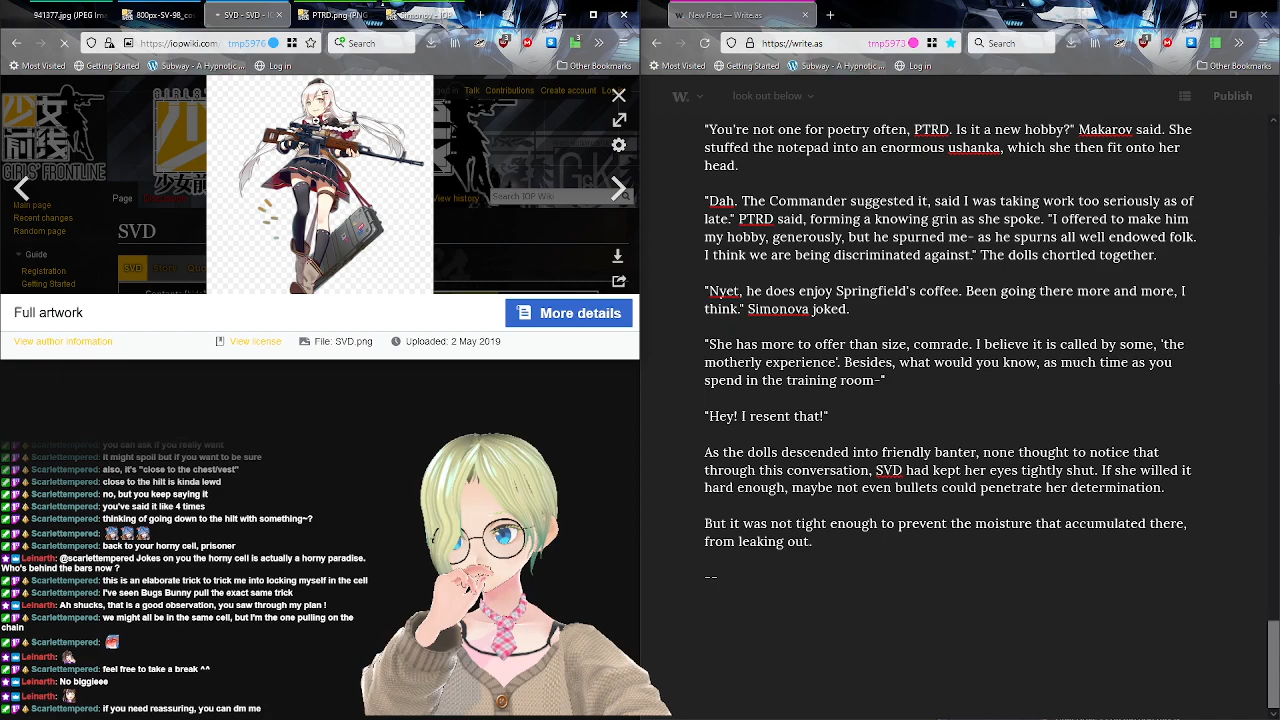 941377.jpg (JPEG Im
800px-SV-98_co
SVD - SVD - IC
PTRD.png (PNG
Simonov - IOP
New Post — Write.as
https://iopwiki.com
tmp5976
Search
https://write.as
tmp5973
Search
Most Visited
Getting Started
Subway - A Hypnotic ...
Log in
Other Bookmarks
Most Visited
Getting Started
Subway - A Hypnotic ...
Log in
Other Bookmarks
Talk
Contributions
Create account
GIRLS' FRONTLINE
Main page
Recent changes
Random page
Guide
Registration
Getting Started
Page
View history
Search IOP Wiki
SVD
SVD
Story
Full artwork
More details
View author information
View license
File: SVD.png
Uploaded: 2 May 2019
Scarlettempered: you can ask if you really want
Scarlettempered: it might spoil but if you want to be sure
Scarlettempered: also, it's "close to the chest/vest"
Scarlettempered: close to the hilt is kinda lewd
Scarlettempered: no, but you keep saying it
Scarlettempered: you've said it like 4 times
Scarlettempered: thinking of going down to the hilt with something~?
Scarlettempered:
Scarlettempered: back to your horny cell, prisoner
Leinarth: @scarlettempered Jokes on you the horny cell is actually a horny paradise.
Who's behind the bars now ?
Scarlettempered: this is an elaborate trick to trick me into locking myself in the cell
Scarlettempered: I've seen Bugs Bunny pull the exact same trick
Leinarth: Ah shucks, that is a good observation, you saw through my plan !
Scarlettempered: we might all be in the same cell, but I'm the one pulling on the
chain
Scarlettempered:
Leinarth:
Scarlettempered: feel free to take a break ^^
Leinarth: No biggieee
Leinarth:
Scarlettempered: if you need reassuring, you can dm me
w.
look out below
Publish
"You're not one for poetry often, PTRD. Is it a new hobby?" Makarov said. She
stuffed the notepad into an enormous ushanka, which she then fit onto her
head.
"Dah. The Commander suggested it, said I was taking work too seriously as of
late." PTRD said, forming a knowing grin as she spoke. "I offered to make him
my hobby, generously, but he spurned me- as he spurns all well endowed folk.
I think we are being discriminated against." The dolls chortled together.
"Nyet, he does enjoy Springfield's coffee. Been going there more and more, I
think." Simonova joked.
"She has more to offer than size, comrade. I believe it is called by some, 'the
motherly experience'. Besides, what would you know, as much time as you
spend in the training room-"
"Hey! I resent that!"
As the dolls descended into friendly banter, none thought to notice that
through this conversation, SVD had kept her eyes tightly shut. If she willed it
hard enough, maybe not even bullets could penetrate her determination.
But it was not tight enough to prevent the moisture that accumulated there,
from leaking out.
--